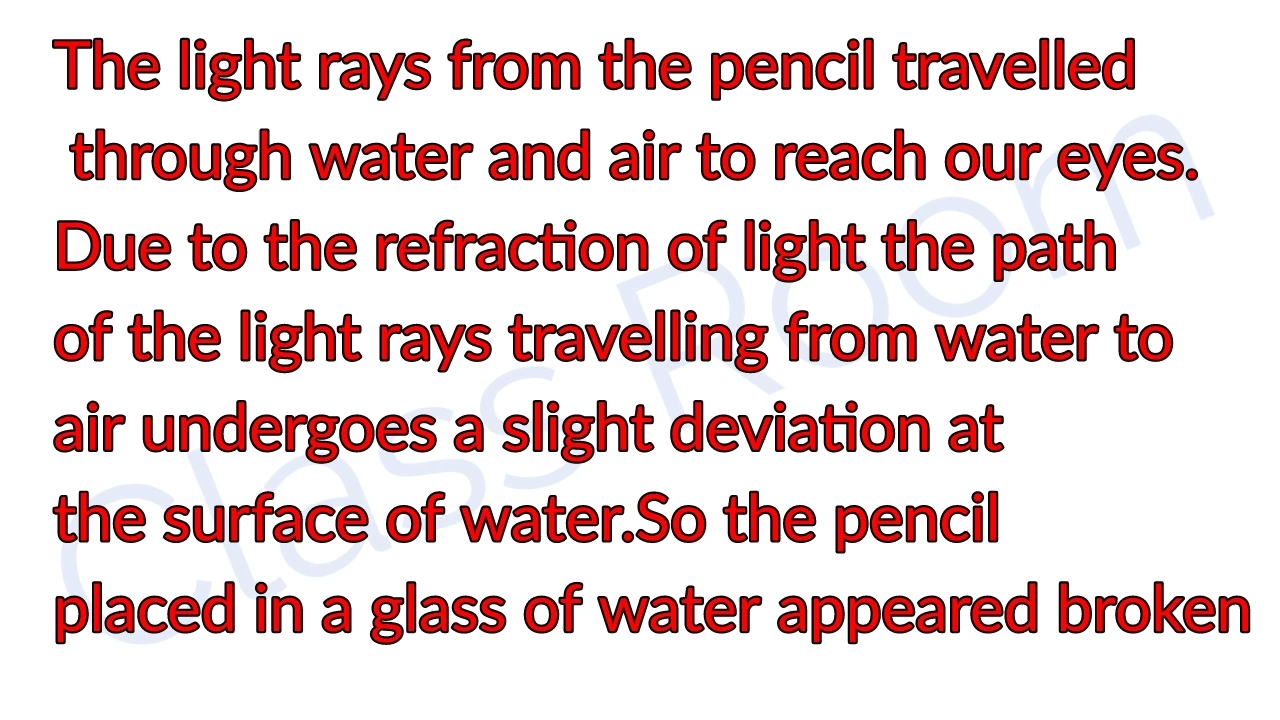 The light rays from the pencil travelled
through water and air to reach our eyes.
Due to the refraction of light the path
of the light rays travelling from water to
air undergoes a slight deviation at
the surface of water.So the pencil
placed in a glass of water appeared broken
Class Room